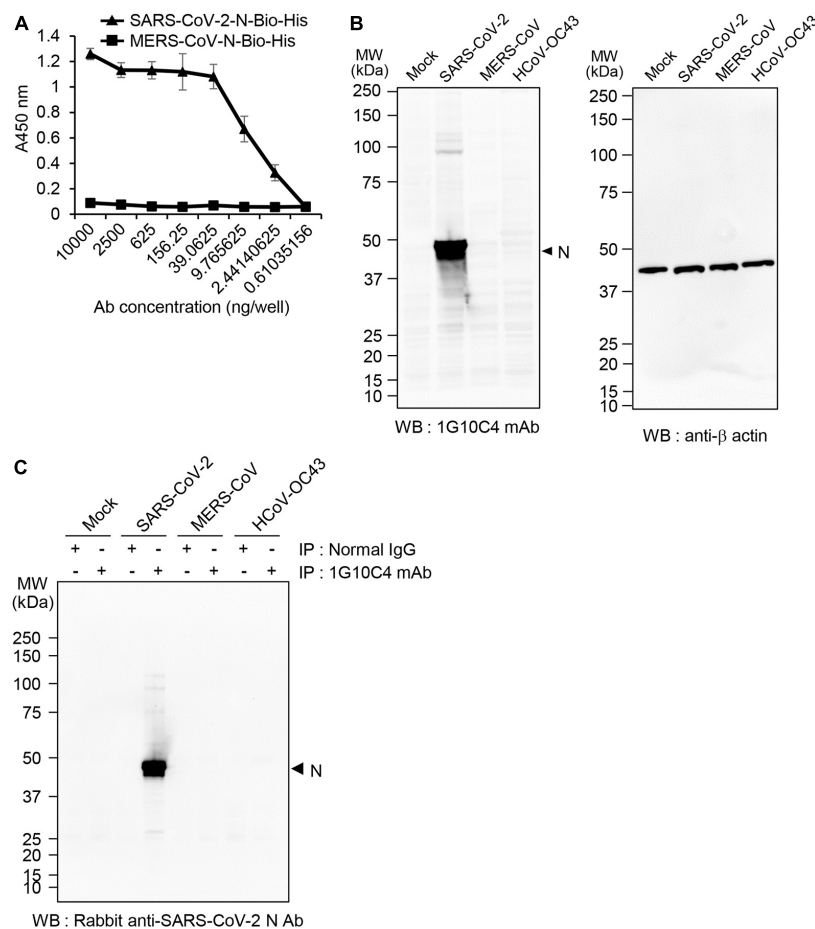 A
SARS-CoV-2-N-Bio-His
MERS-CoV-N-Bio-His
1.4
1.2
1
0.8
0.6
0.4
0.2
0
A450 nm
10000
2500
625
156.25
39.0625
9.765625
2.44140625
0.61035156
Ab concentration (ng/well)
B
MW
(kDa)
Mock
SARS-CoV-2
MERS-CoV
HCoV-OC43
250
150
100
75
50
37
25
20
15
10
N
WB : 1G10C4 mAb
MW
(kDa)
Mock
SARS-CoV-2
MERS-CoV
HCoV-OC43
250
150
100
75
50
37
25
20
15
10
WB : anti-β actin
C
Mock
SARS-CoV-2
MERS-CoV
HCoV-OC43
+ - + - + - + - IP : Normal IgG
- + - + - + - + IP : 1G10C4 mAb
MW
(kDa)
250
150
100
75
50
37
25
20
15
10
N
WB : Rabbit anti-SARS-CoV-2 N Ab